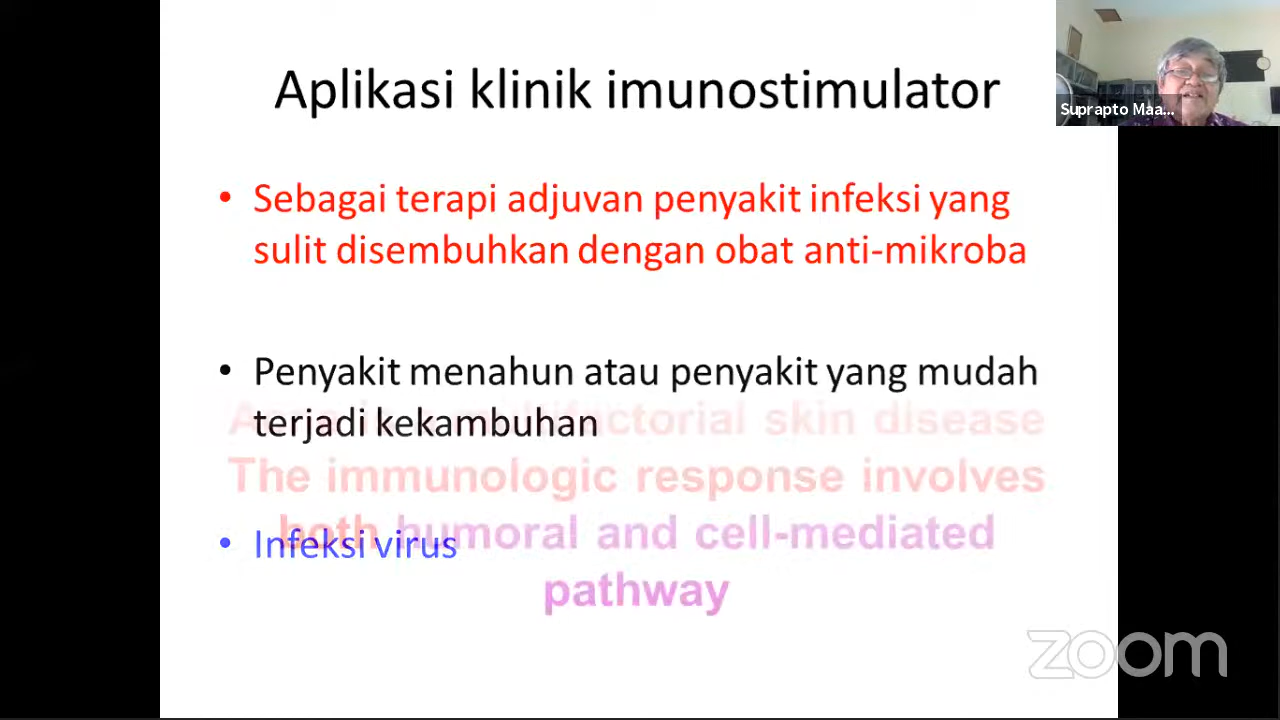 Aplikasi klinik imunostimulator
Suprapto Maa...
• Sebagai terapi adjuvan penyakit infeksi yang
sulit disembuhkan dengan obat anti-mikroba
• Penyakit menahun atau penyakit yang mudah
terjadi kekambuhan
skin disease
The immunologic response involves
both humoral and cell-mediated
pathway
• Infeksi virus
zoom